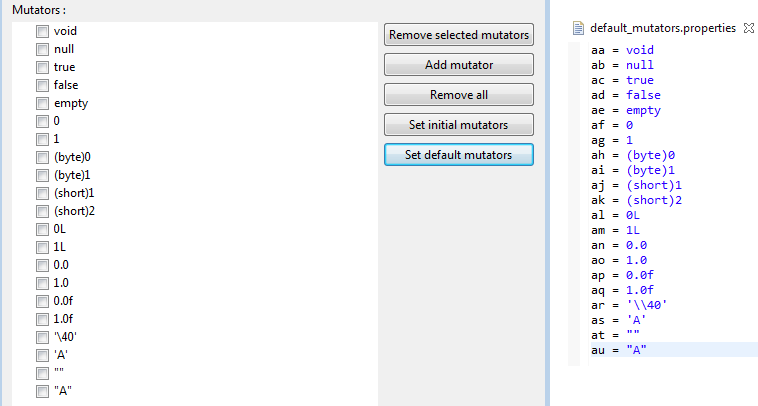 Mutators :
void
null
true
false
empty
0
1
(byte)0
(byte)1
(short)1
(short)2
0L
1L
0.0
1.0
0.0f
1.0f
'\40'
'A'
""
"A"
Remove selected mutators
Add mutator
Remove all
Set initial mutators
Set default mutators
default_mutators.properties
aa = void
ab = null
ac = true
ad = false
ae = empty
af = 0
ag = 1
ah = (byte)0
ai = (byte)1
aj = (short)1
ak = (short)2
al = 0L
am = 1L
an = 0.0
ao = 1.0
ap = 0.0f
aq = 1.0f
ar = '\\40'
as = 'A'
at = ""
au = "A"